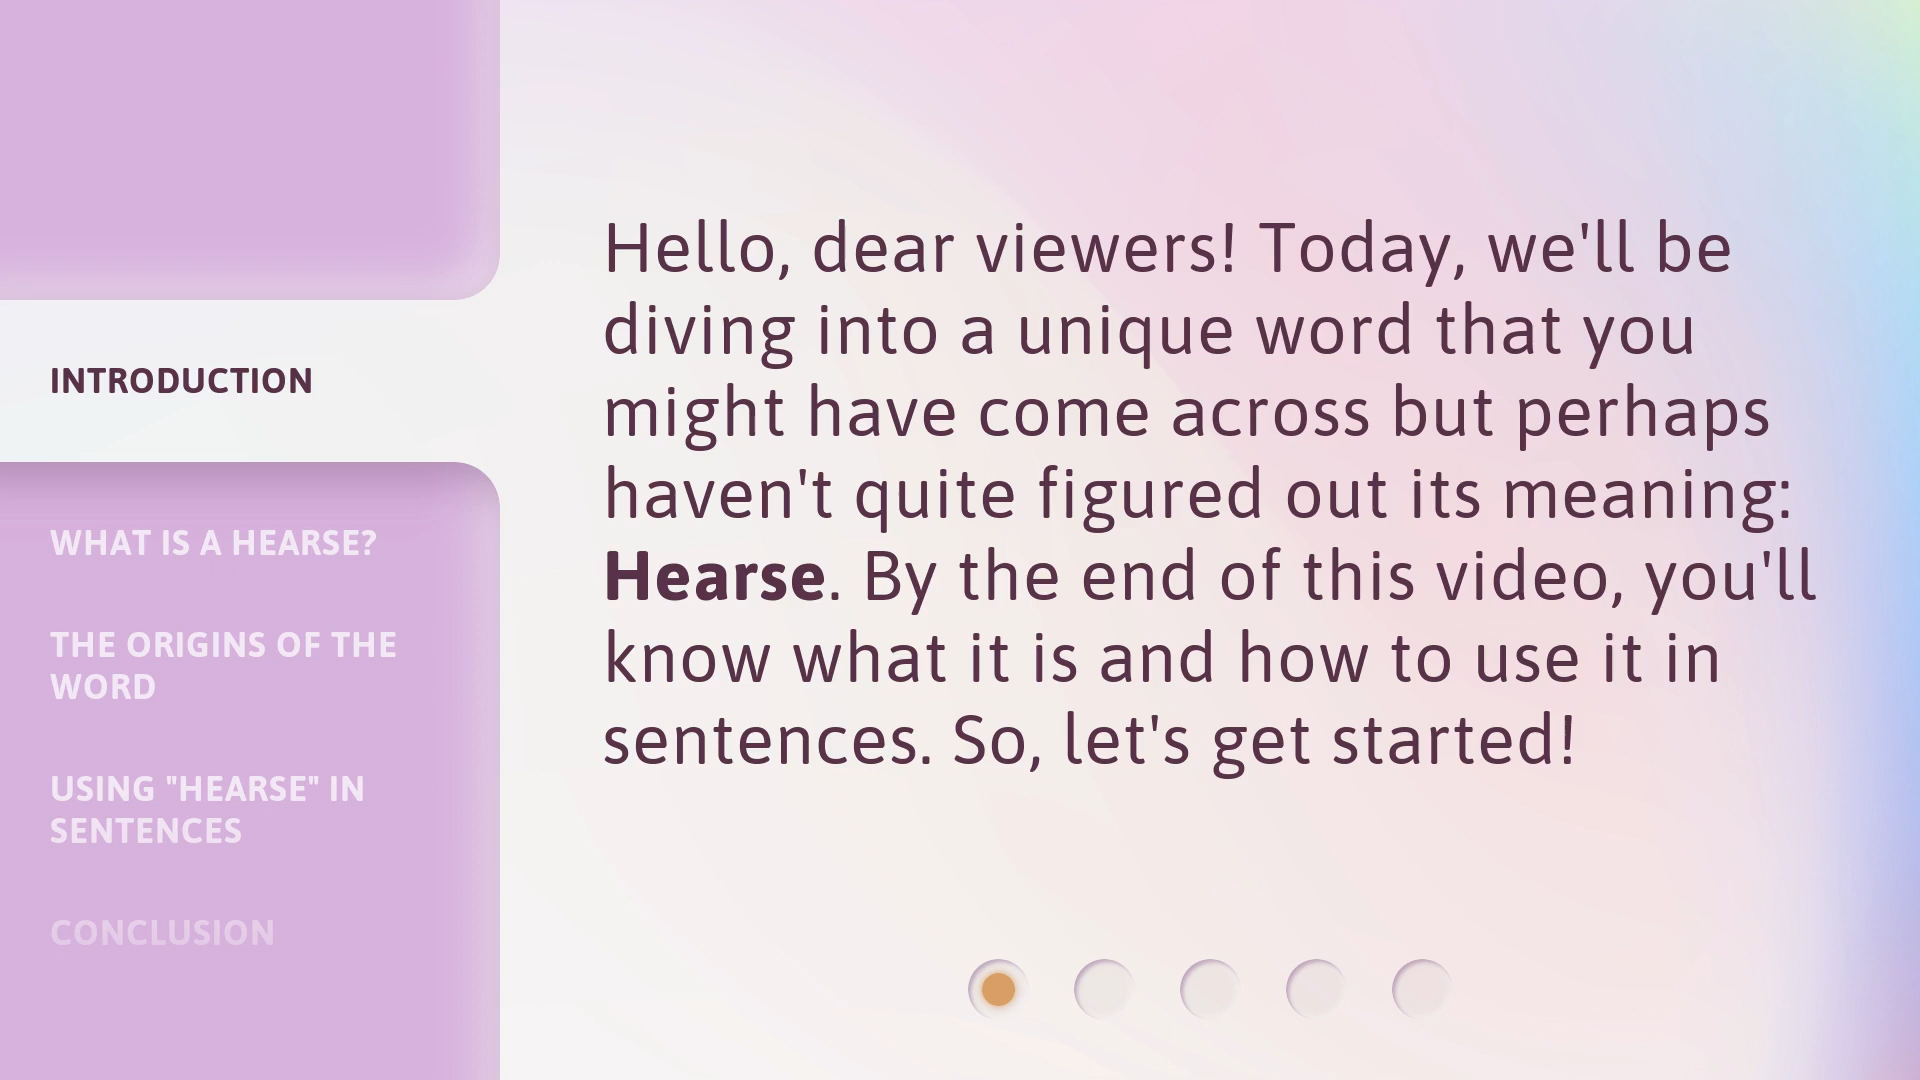 INTRODUCTION
WHAT IS A HEARSE?
THE ORIGINS OF THE
WORD
USING "HEARSE" IN
SENTENCES
CONCLUSION
Hello, dear viewers! Today, we'll be
diving into a unique word that you
might have come across but perhaps
haven't quite figured out its meaning:
Hearse. By the end of this video, you'll
know what it is and how to use it in
sentences. So, let's get started!